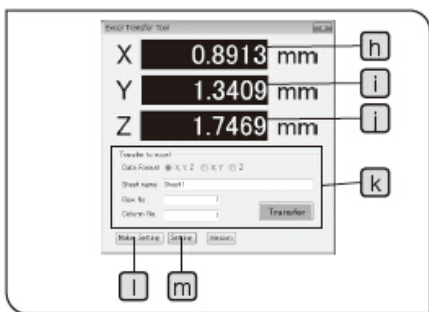 Excel Transfer Tool
X 0.8913 mm h
Y 1.3409 mm i
Z 1.7469 mm j
Transfer to excel
Data Format X,Y,Z X,Y Z
Sheet name Sheet1 k
Row No. 1
Column No. 1 Transfer
Setting Version
l m